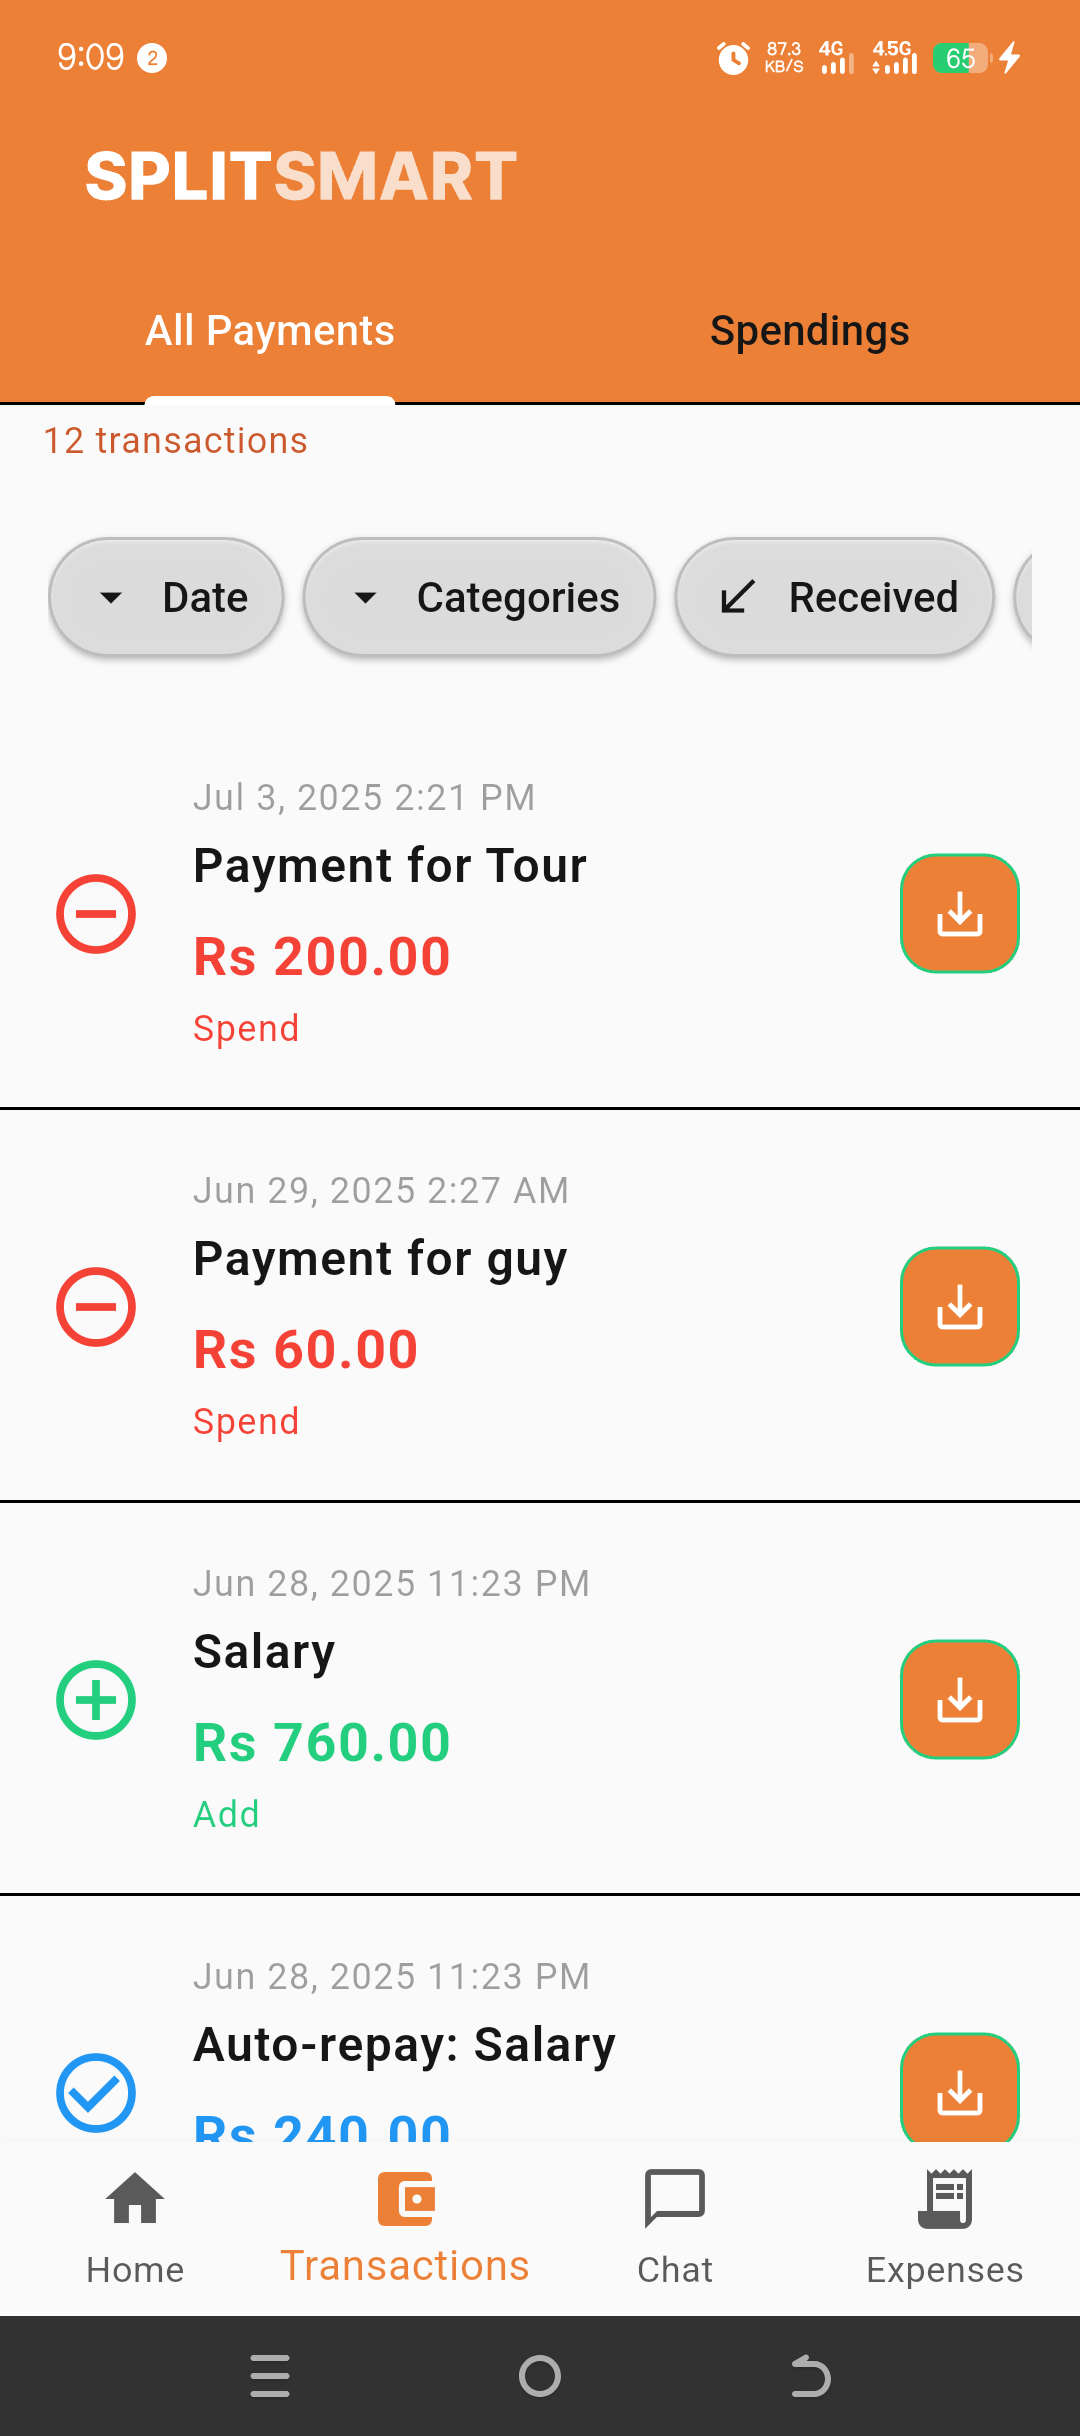 9:09 2 87.3 KB/S 4G 4.5G 65
SPLITSMART
All Payments Spendings
12 transactions
Date Categories Received
Jul 3, 2025 2:21 PM
Payment for Tour
Rs 200.00
Spend
Jun 29, 2025 2:27 AM
Payment for guy
Rs 60.00
Spend
Jun 28, 2025 11:23 PM
Salary
Rs 760.00
Add
Jun 28, 2025 11:23 PM
Auto-repay: Salary
Rs 240.00
Home Transactions Chat Expenses